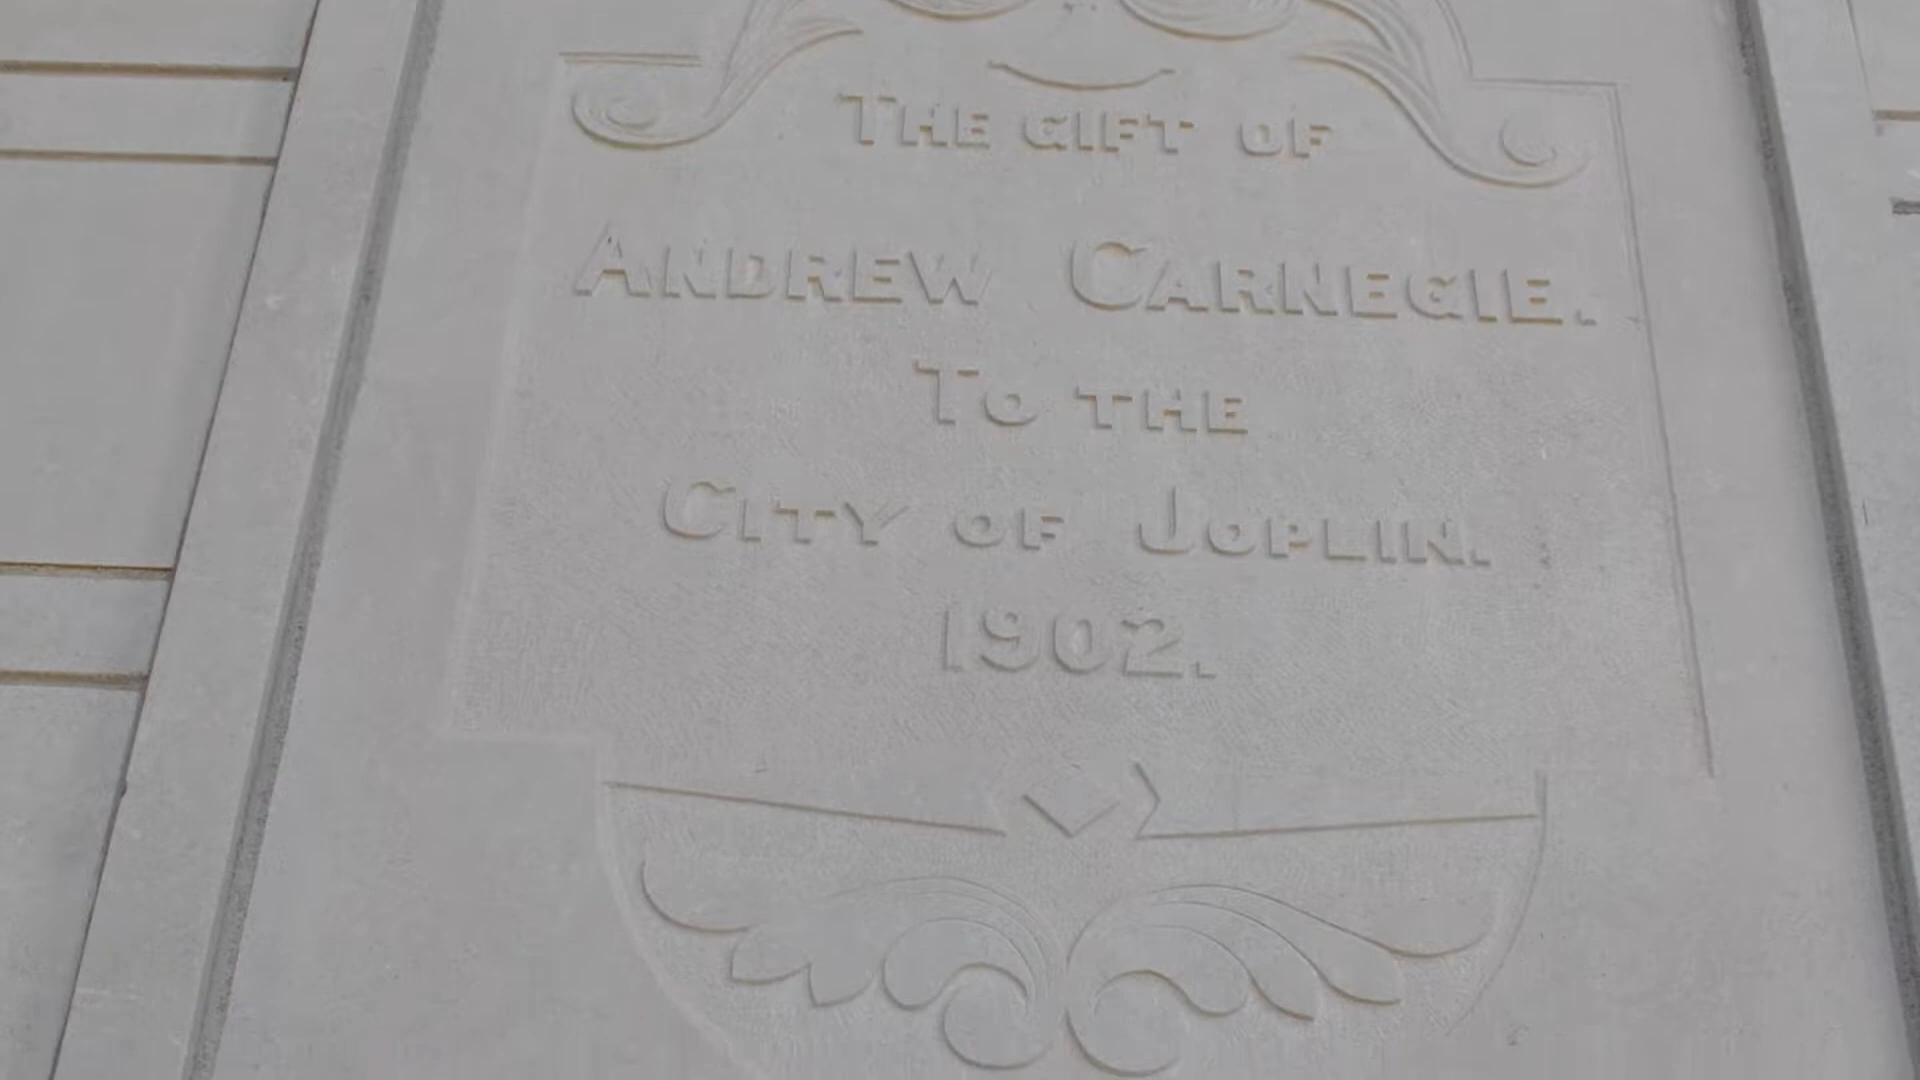 THE GIFT OF
ANDREW CARNEGIE.
TO THE
CITY OF JOPLIN.
1902.